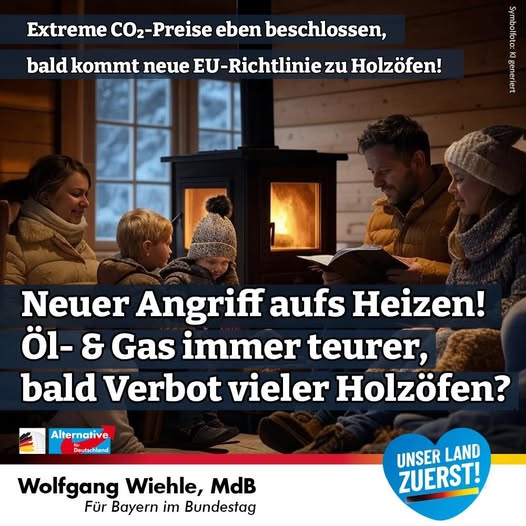 Extreme CO₂-Preise eben beschlossen,
bald kommt neue EU-Richtlinie zu Holzöfen!
Symbolfoto: KI generiert
Neuer Angriff aufs Heizen!
Öl- & Gas immer teurer,
bald Verbot vieler Holzöfen?
Alternative
für
Deutschland
UNSER LAND
ZUERST!
Wolfgang Wiehle, MdB
Für Bayern im Bundestag